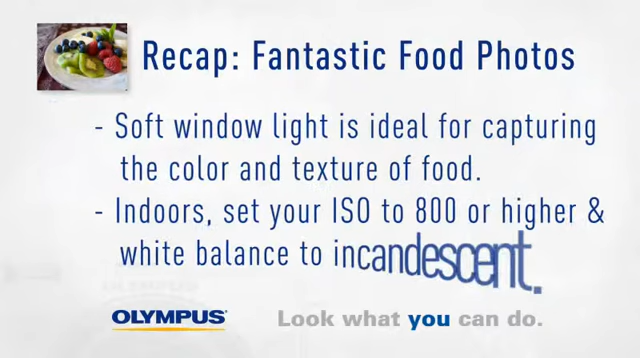 Recap: Fantastic Food Photos
- Soft window light is ideal for capturing
the color and texture of food.
- Indoors, set your ISO to 800 or higher &
white balance to incandescent.
OLYMPUS
Look what you can do.